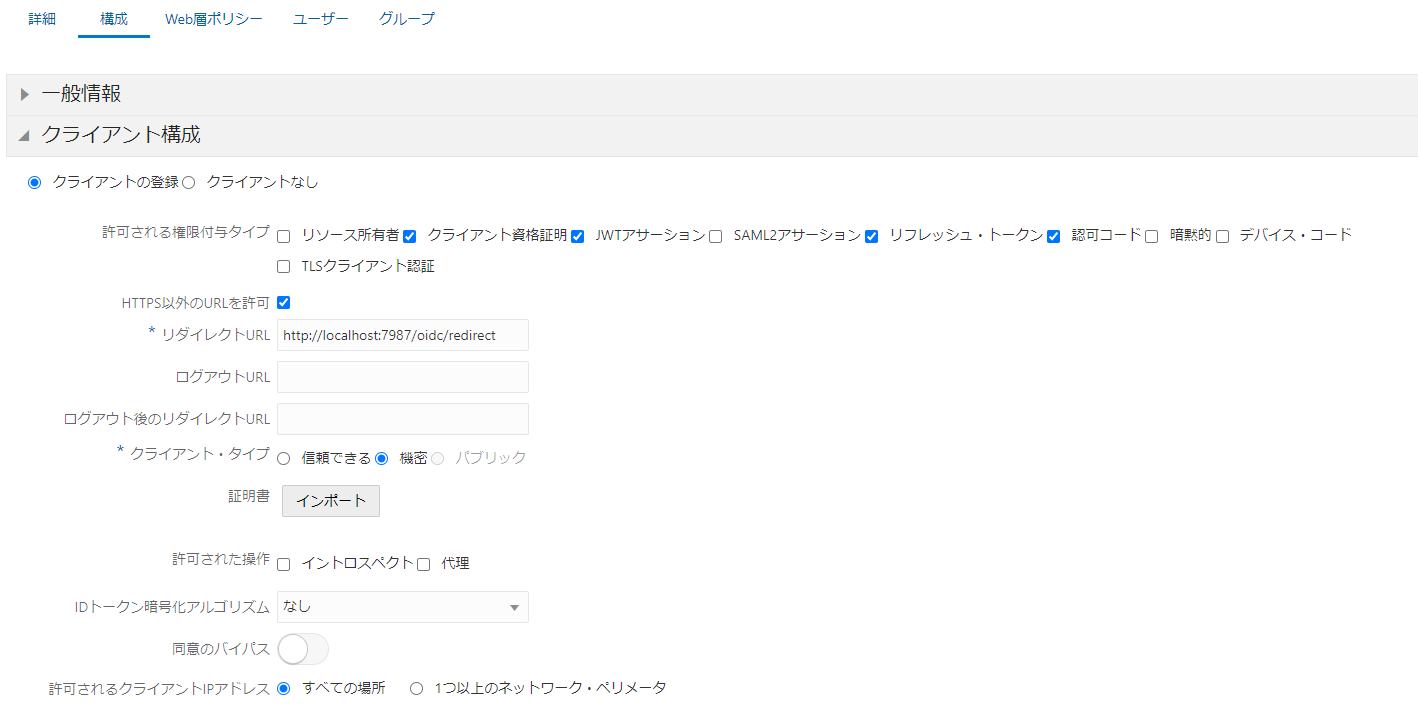 詳細 構成 Web層ポリシー ユーザー グループ
一般情報
クライアント構成
クライアントの登録 クライアントなし
許可される権限付与タイプ リソース所有者 クライアント資格証明 JWTアサーション SAML2アサーション リフレッシュ・トークン 認可コード 暗黙的 デバイス・コード
TLSクライアント認証
HTTPS以外のURLを許可
* リダイレクトURL http://localhost:7987/oidc/redirect
ログアウトURL
ログアウト後のリダイレクトURL
* クライアント・タイプ 信頼できる 機密 パブリック
証明書 インポート
許可された操作 イントロスペクト 代理
IDトークン暗号化アルゴリズム なし
同意のバイパス
許可されるクライアントIPアドレス すべての場所 1つ以上のネットワーク・ペリメータ